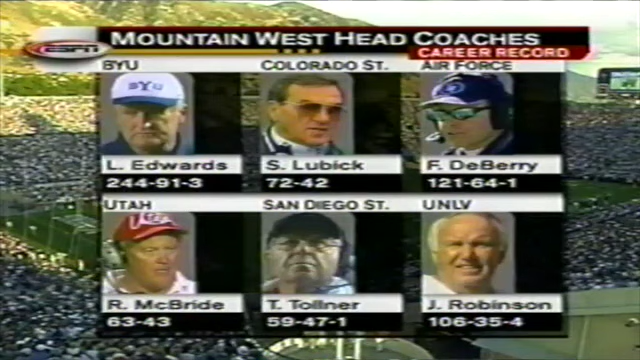 ESPN
MOUNTAIN WEST HEAD COACHES
CAREER RECORD
BYU
COLORADO ST.
AIR FORCE
BYU
L. EDWARDS
S. LUBICK
F. DEBERRY
244-91-3
72-42
121-64-1
UTAH
SAN DIEGO ST.
UNLV
R. MCBRIDE
T. TOLLNER
J. ROBINSON
63-43
59-47-1
106-35-4